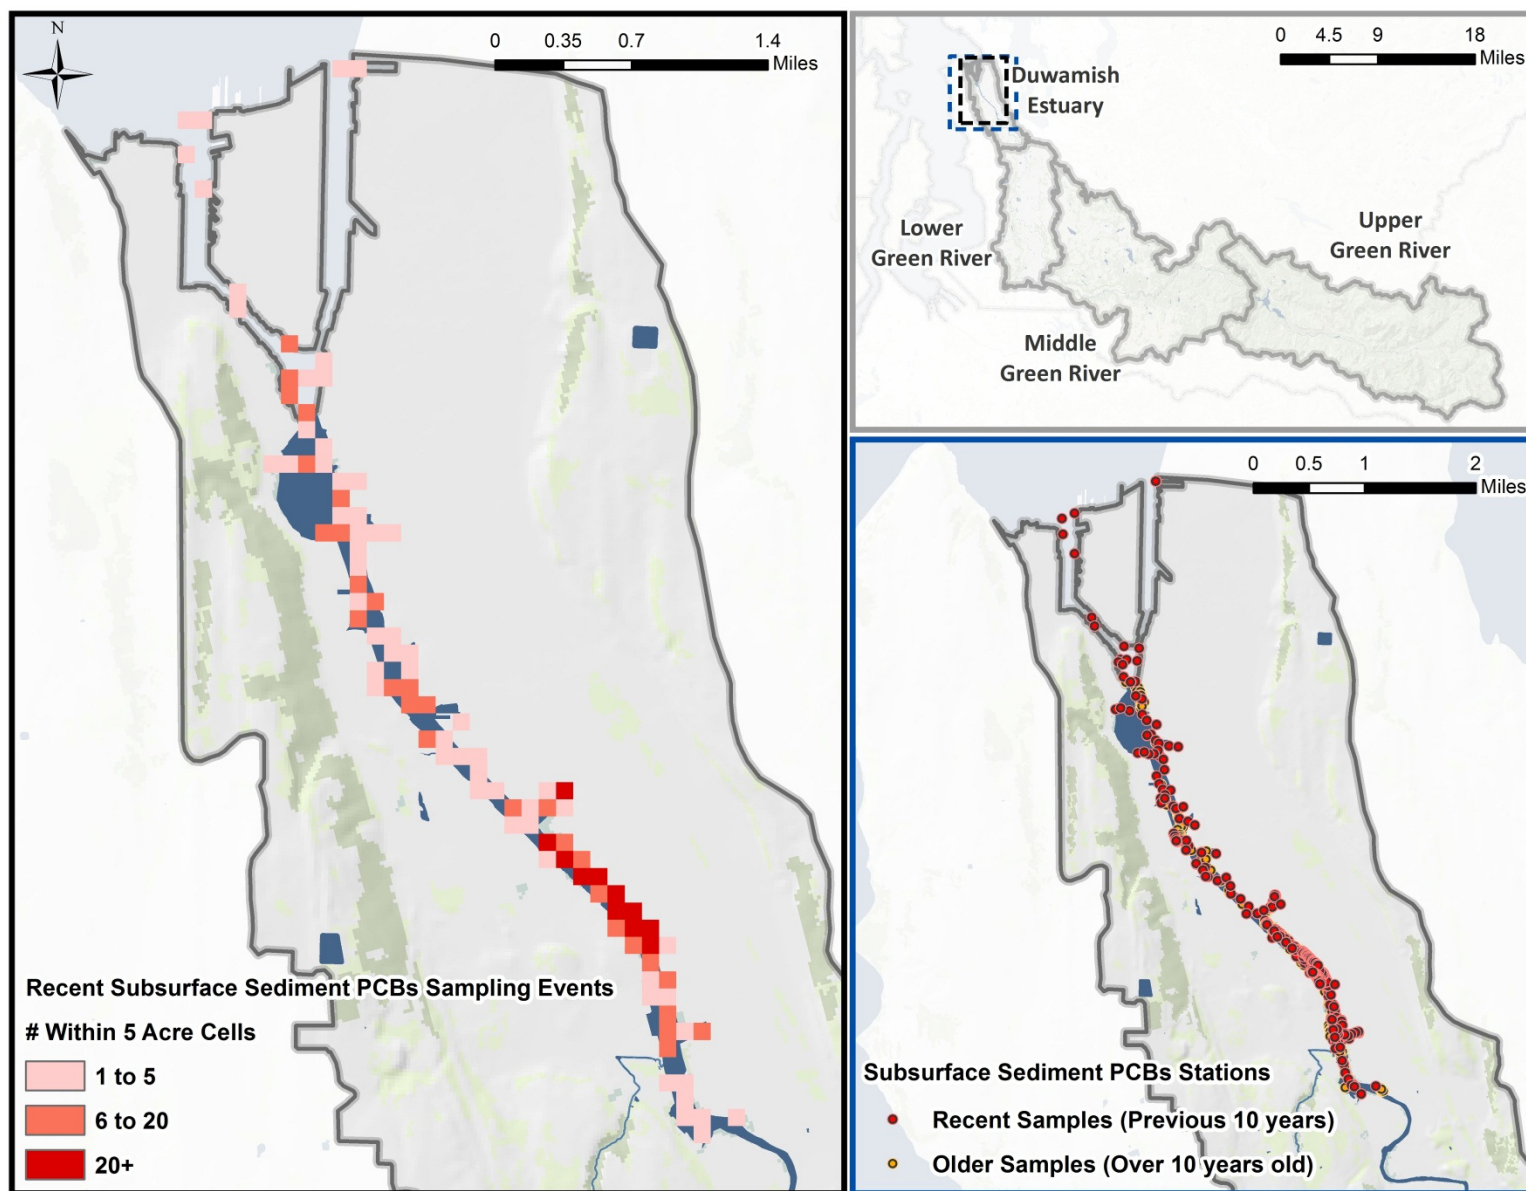 N
0 0.35 0.7 1.4
Miles
Recent Subsurface Sediment PCBs Sampling Events
# Within 5 Acre Cells
1 to 5
6 to 20
20+
0 4.5 9 18
Miles
Duwamish
Estuary
Lower
Green River
Upper
Green River
Middle
Green River
0 0.5 1 2
Miles
Subsurface Sediment PCBs Stations
Recent Samples (Previous 10 years)
Older Samples (Over 10 years old)